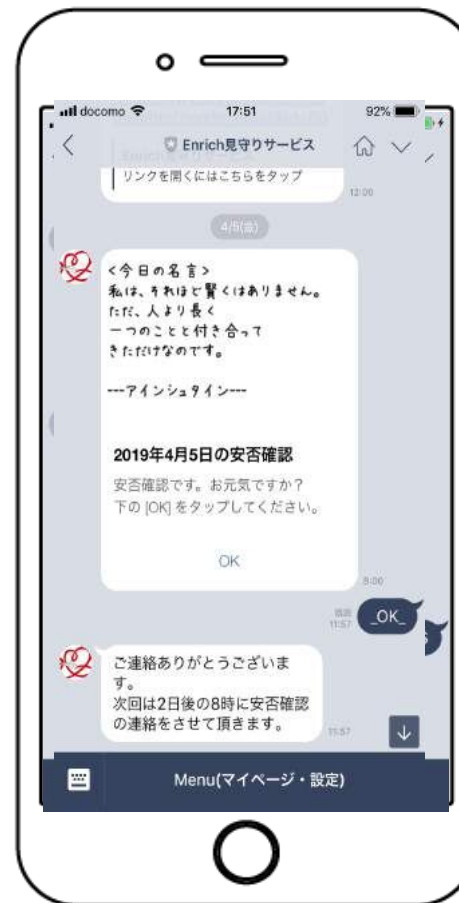 docomo 17:51 92%
Enrich見守りサービス
リンクを開くにはこちらをタップ
12:00
4/5(金)
<今日の名言>
私は、それほど賢くはありません。
ただ、人より長く
一つのことと付き合って
きただけなのです。
---アインシュタイン---
2019年4月5日の安否確認
安否確認です。お元気ですか?
下の [OK] をタップしてください。
OK
8:00
既読
11:57
_OK_
ご連絡ありがとうございま
す。
次回は2日後の8時に安否確認
の連絡をさせて頂きます。
11:57
Menu(マイページ・設定)